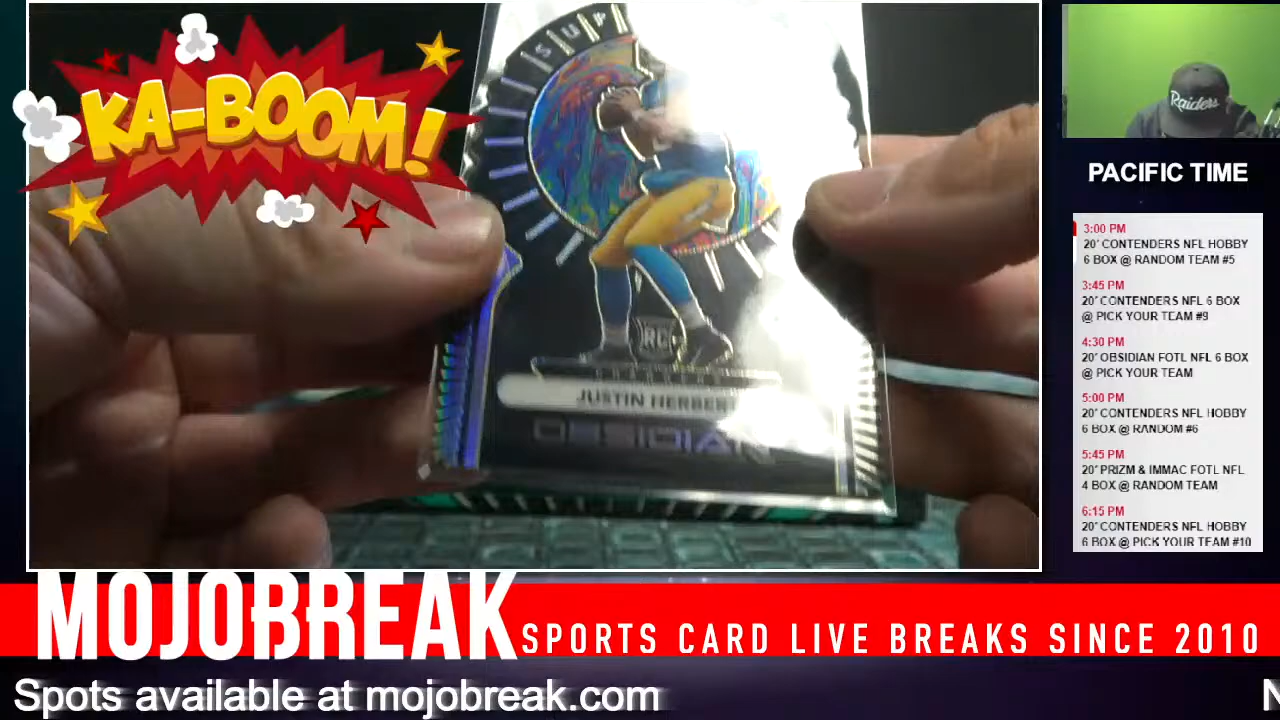 KA-BOOM!
SUP
RC
JUSTIN HERBER
OBSIDIAN
Raiders
PACIFIC TIME
3:00 PM
20' CONTENDERS NFL HOBBY
6 BOX @ RANDOM TEAM #5
3:45 PM
20' CONTENDERS NFL 6 BOX
@ PICK YOUR TEAM #9
4:30 PM
20' OBSIDIAN FOTL NFL 6 BOX
@ PICK YOUR TEAM
5:00 PM
20' CONTENDERS NFL HOBBY
6 BOX @ RANDOM #6
5:45 PM
20' PRIZM & IMMAC FOTL NFL
4 BOX @ RANDOM TEAM
6:15 PM
20' CONTENDERS NFL HOBBY
6 BOX @ PICK YOUR TEAM #10
MOJOBREAK
SPORTS CARD LIVE BREAKS SINCE 2010
Spots available at mojobreak.com
N